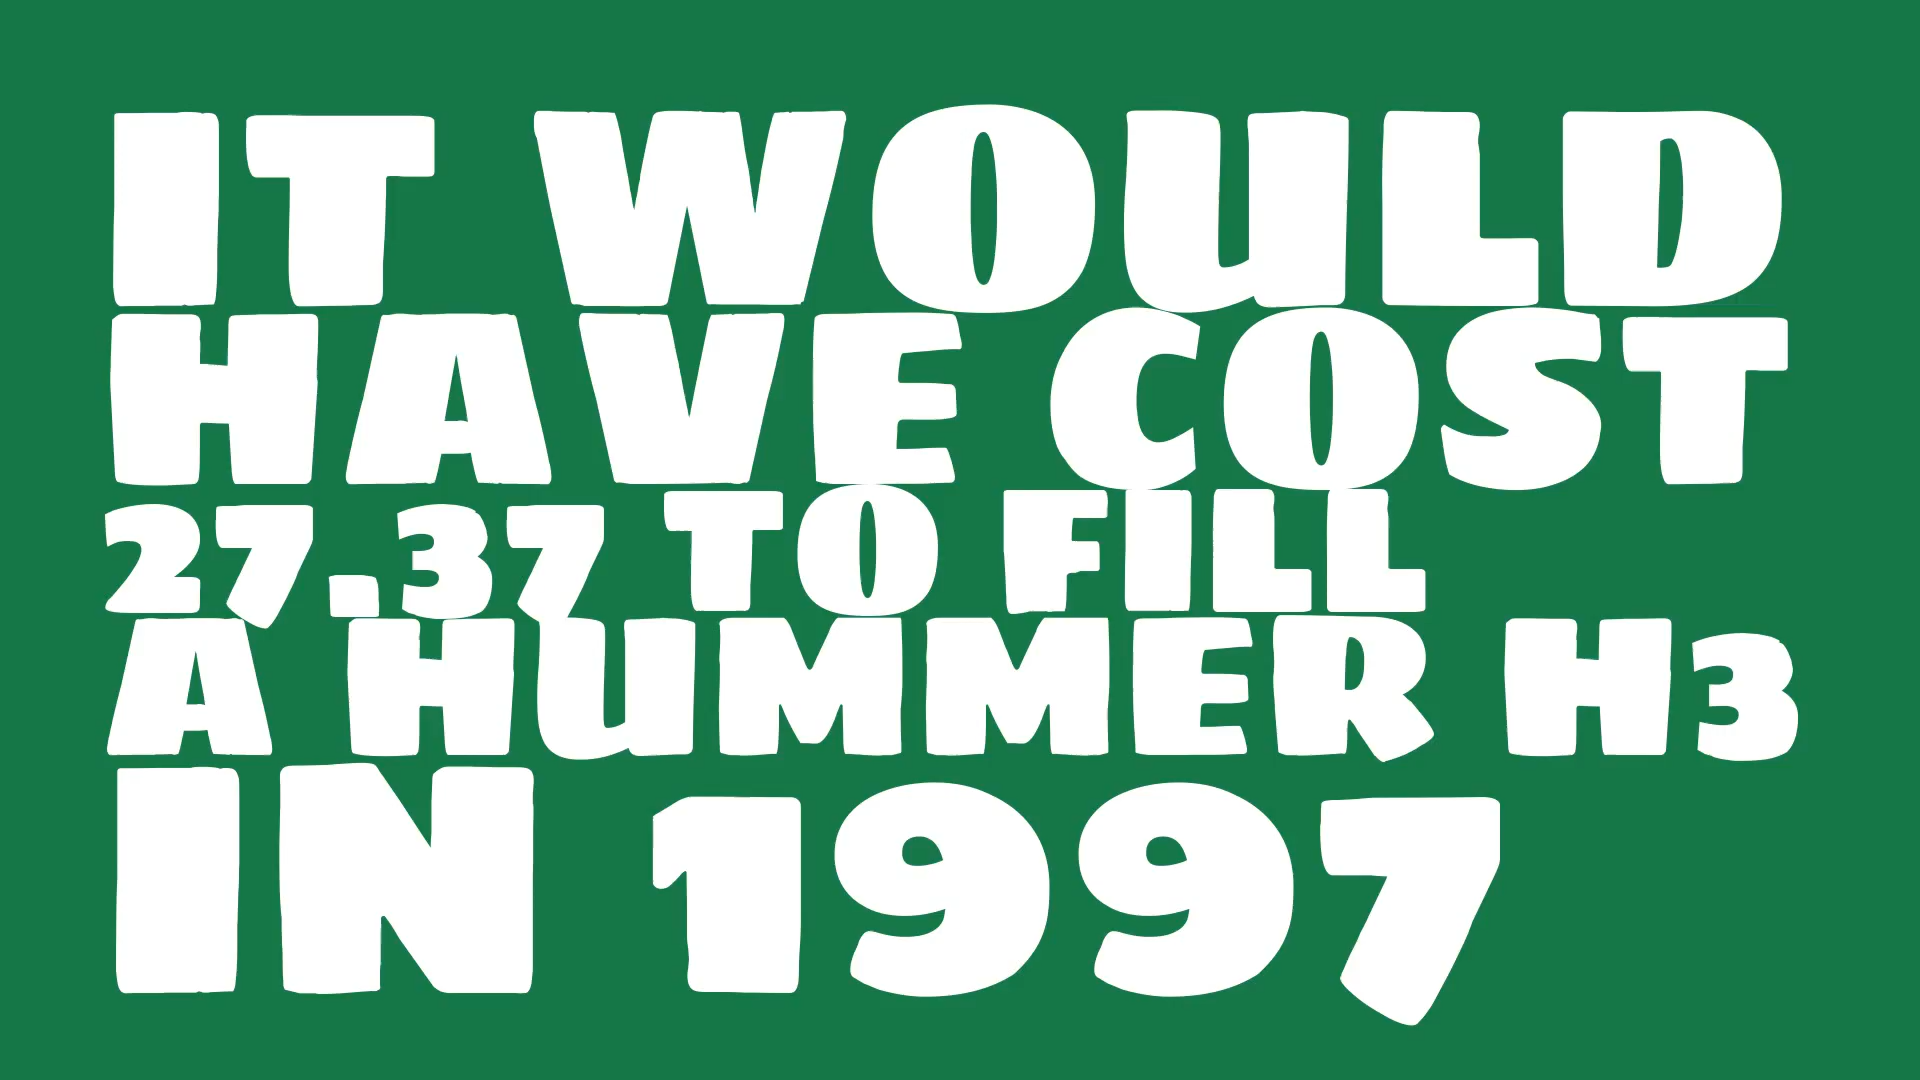 IT WOULD
HAVE COST
27.37 TO FILL
A HUMMER H3
IN 1997